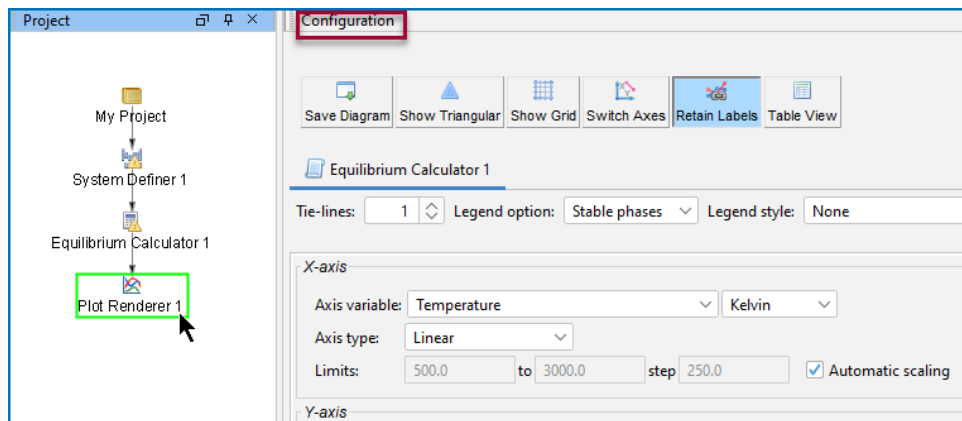 Project
My Project
System Definer 1
Equilibrium Calculator 1
Plot Renderer 1
Configuration
Save Diagram Show Triangular Show Grid Switch Axes Retain Labels Table View
Equilibrium Calculator 1
Tie-lines: 1 Legend option: Stable phases Legend style: None
X-axis
Axis variable: Temperature Kelvin
Axis type: Linear
Limits: 500.0 to 3000.0 step 250.0 Automatic scaling
Y-axis